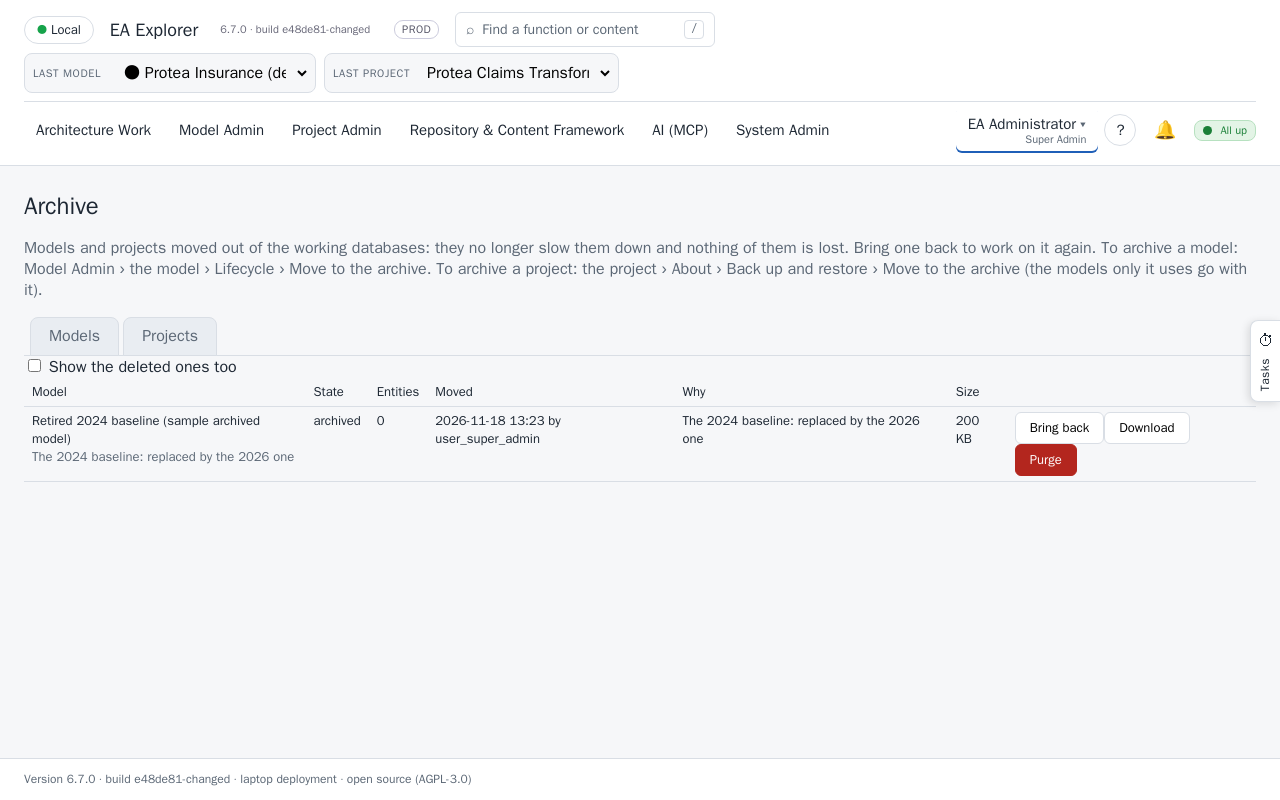 Local
EA Explorer
6.7.0 · build e48de81-changed
PROD
Find a function or content
/
LAST MODEL
Protea Insurance (de
LAST PROJECT
Protea Claims Transfor
Architecture Work
Model Admin
Project Admin
Repository & Content Framework
AI (MCP)
System Admin
EA Administrator ▾
Super Admin
?
All up
Archive
Models and projects moved out of the working databases: they no longer slow them down and nothing of them is lost. Bring one back to work on it again. To archive a model:
Model Admin › the model › Lifecycle › Move to the archive. To archive a project: the project › About › Back up and restore › Move to the archive (the models only it uses go with
it).
Models
Projects
Tasks
Show the deleted ones too
Model
State
Entities
Moved
Why
Size
Retired 2024 baseline (sample archived
model)
The 2024 baseline: replaced by the 2026 one
archived
0
2026-11-18 13:23 by
user_super_admin
The 2024 baseline: replaced by the 2026
one
200
KB
Bring back
Download
Purge
Version 6.7.0 · build e48de81-changed · laptop deployment · open source (AGPL-3.0)